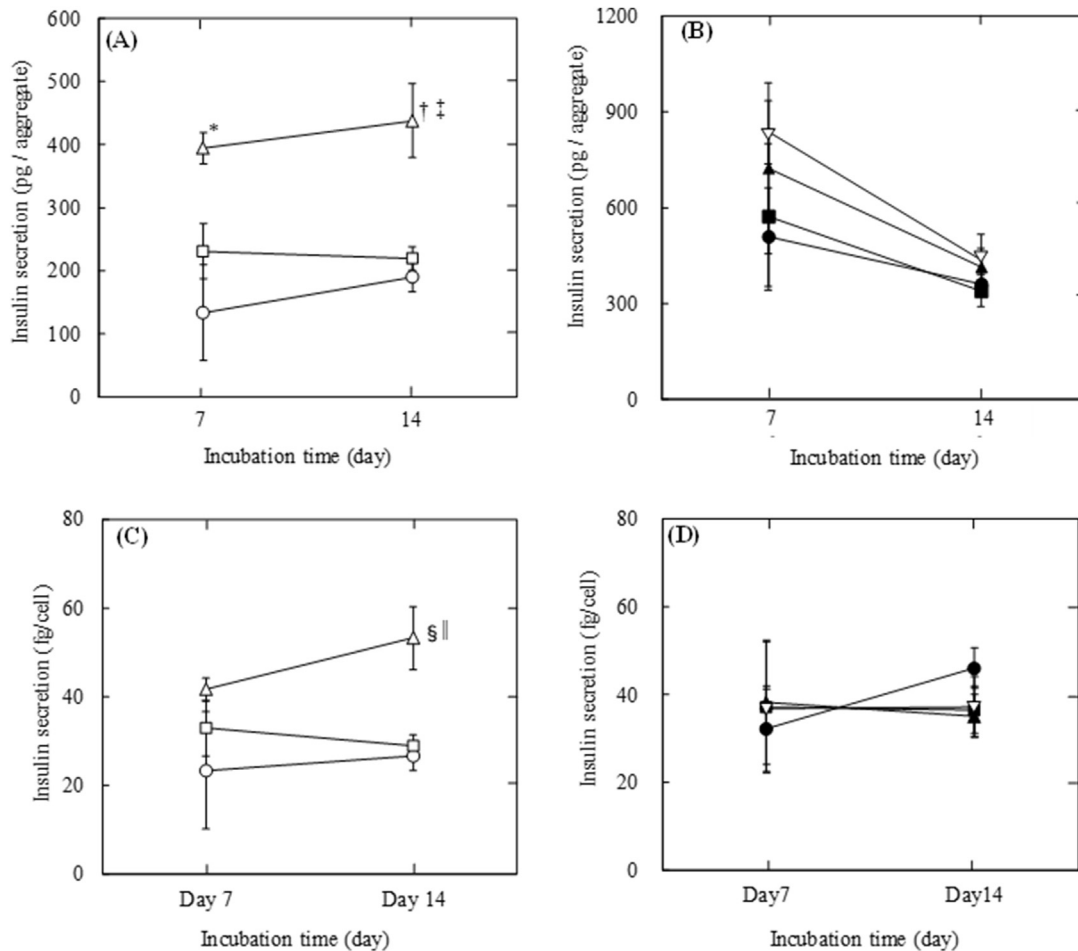 (A)
600
500
400
300
200
100
0
Insulin secretion (pg / aggregate)
*
† ‡
7 14
Incubation time (day)
(B)
1200
900
600
300
0
Insulin secretion (pg / aggregate)
7 14
Incubation time (day)
(C)
80
60
40
20
0
Insulin secretion (fg/cell)
§ ||
Day 7 Day 14
Incubation time (day)
(D)
80
60
40
20
0
Insulin secretion (fg/cell)
Day7 Day14
Incubation time (day)